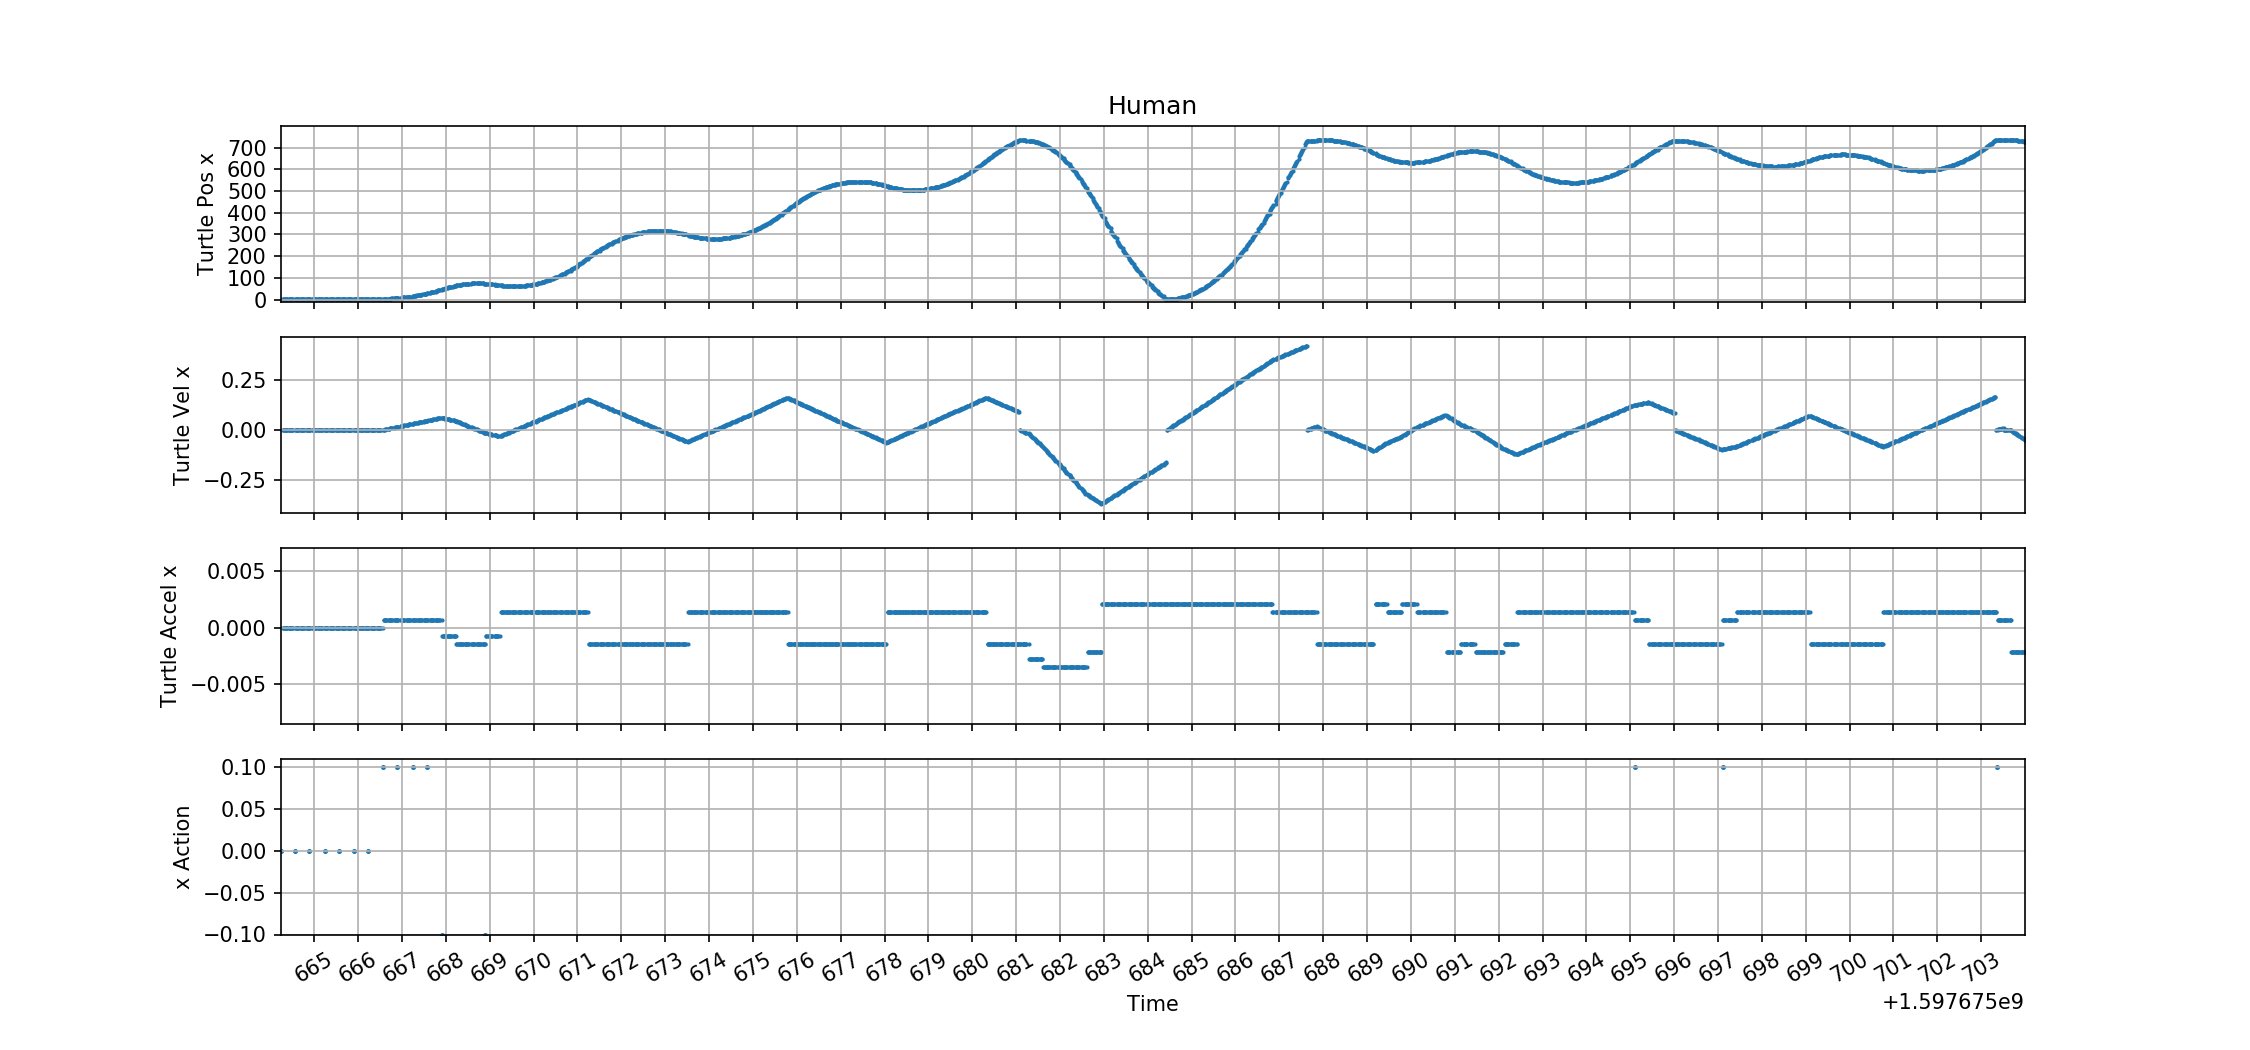 Human
Turtle Pos x
700
600
500
400
300
200
100
0
Turtle Vel x
0.25
0.00
−0.25
Turtle Accel x
0.005
0.000
−0.005
x Action
0.10
0.05
0.00
−0.05
−0.10
665 666 667 668 669 670 671 672 673 674 675 676 677 678 679 680 681 682 683 684 685 686 687 688 689 690 691 692 693 694 695 696 697 698 699 700 701 702 703
Time
+1.597675e9